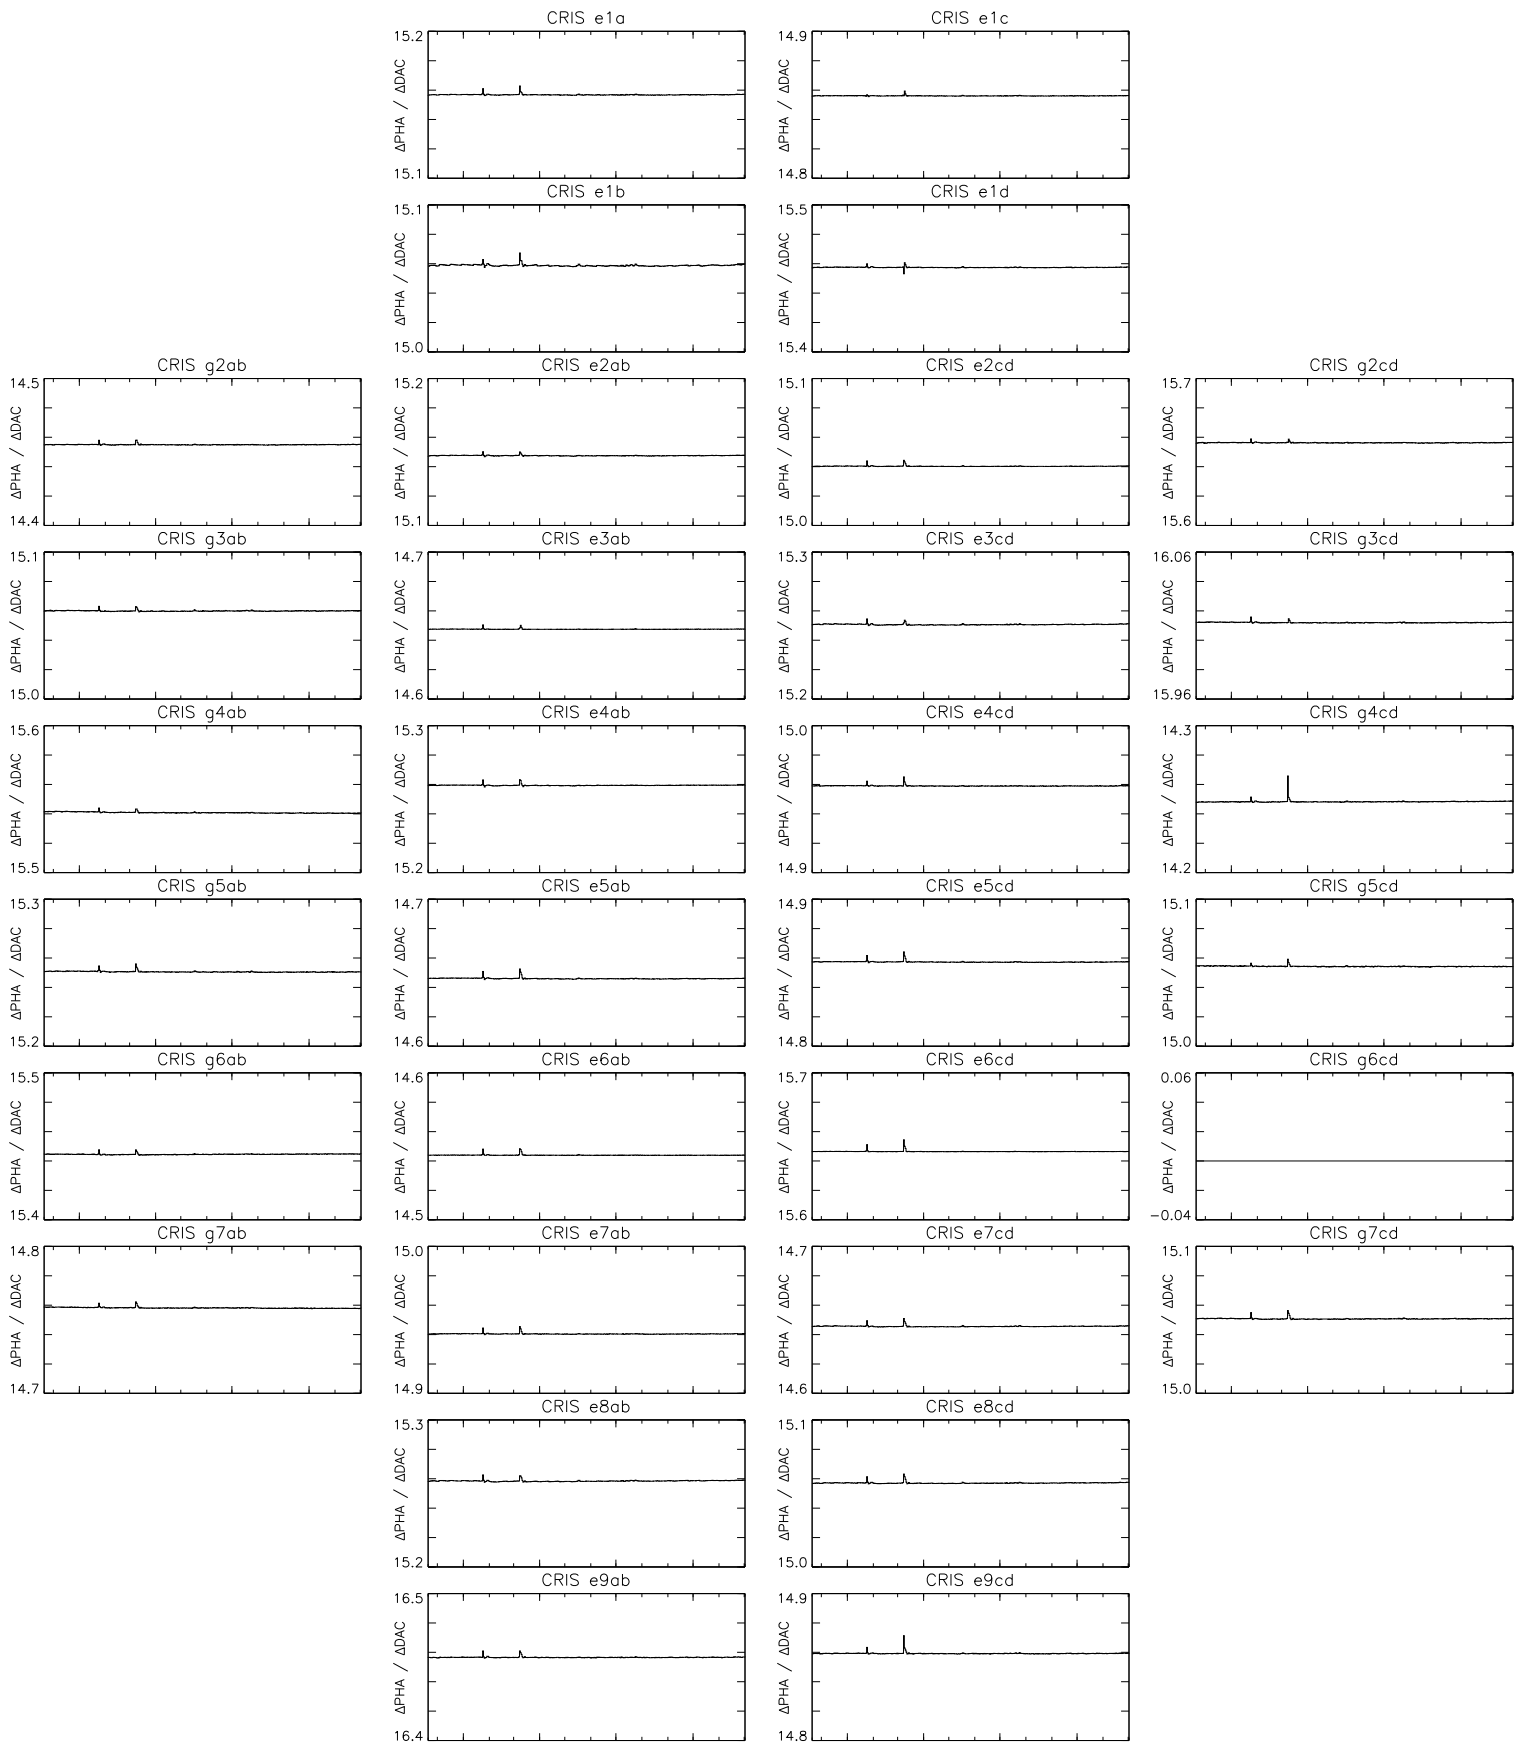 CRIS e1a
CRIS e1c
15.2
ΔPHA / ΔDAC
15.1
14.9
ΔPHA / ΔDAC
14.8
CRIS e1b
CRIS e1d
15.1
ΔPHA / ΔDAC
15.0
15.5
ΔPHA / ΔDAC
15.4
CRIS g2ab
CRIS e2ab
CRIS e2cd
CRIS g2cd
14.5
ΔPHA / ΔDAC
14.4
15.2
ΔPHA / ΔDAC
15.1
15.1
ΔPHA / ΔDAC
15.0
15.7
ΔPHA / ΔDAC
15.6
CRIS g3ab
CRIS e3ab
CRIS e3cd
CRIS g3cd
15.1
ΔPHA / ΔDAC
15.0
14.7
ΔPHA / ΔDAC
14.6
15.3
ΔPHA / ΔDAC
15.2
16.06
ΔPHA / ΔDAC
15.96
CRIS g4ab
CRIS e4ab
CRIS e4cd
CRIS g4cd
15.6
ΔPHA / ΔDAC
15.5
15.3
ΔPHA / ΔDAC
15.2
15.0
ΔPHA / ΔDAC
14.9
14.3
ΔPHA / ΔDAC
14.2
CRIS g5ab
CRIS e5ab
CRIS e5cd
CRIS g5cd
15.3
ΔPHA / ΔDAC
15.2
14.7
ΔPHA / ΔDAC
14.6
14.9
ΔPHA / ΔDAC
14.8
15.1
ΔPHA / ΔDAC
15.0
CRIS g6ab
CRIS e6ab
CRIS e6cd
CRIS g6cd
15.5
ΔPHA / ΔDAC
15.4
14.6
ΔPHA / ΔDAC
14.5
15.7
ΔPHA / ΔDAC
15.6
0.06
ΔPHA / ΔDAC
−0.04
CRIS g7ab
CRIS e7ab
CRIS e7cd
CRIS g7cd
14.8
ΔPHA / ΔDAC
14.7
15.0
ΔPHA / ΔDAC
14.9
14.7
ΔPHA / ΔDAC
14.6
15.1
ΔPHA / ΔDAC
15.0
CRIS e8ab
CRIS e8cd
15.3
ΔPHA / ΔDAC
15.2
15.1
ΔPHA / ΔDAC
15.0
CRIS e9ab
CRIS e9cd
16.5
ΔPHA / ΔDAC
16.4
14.9
ΔPHA / ΔDAC
14.8